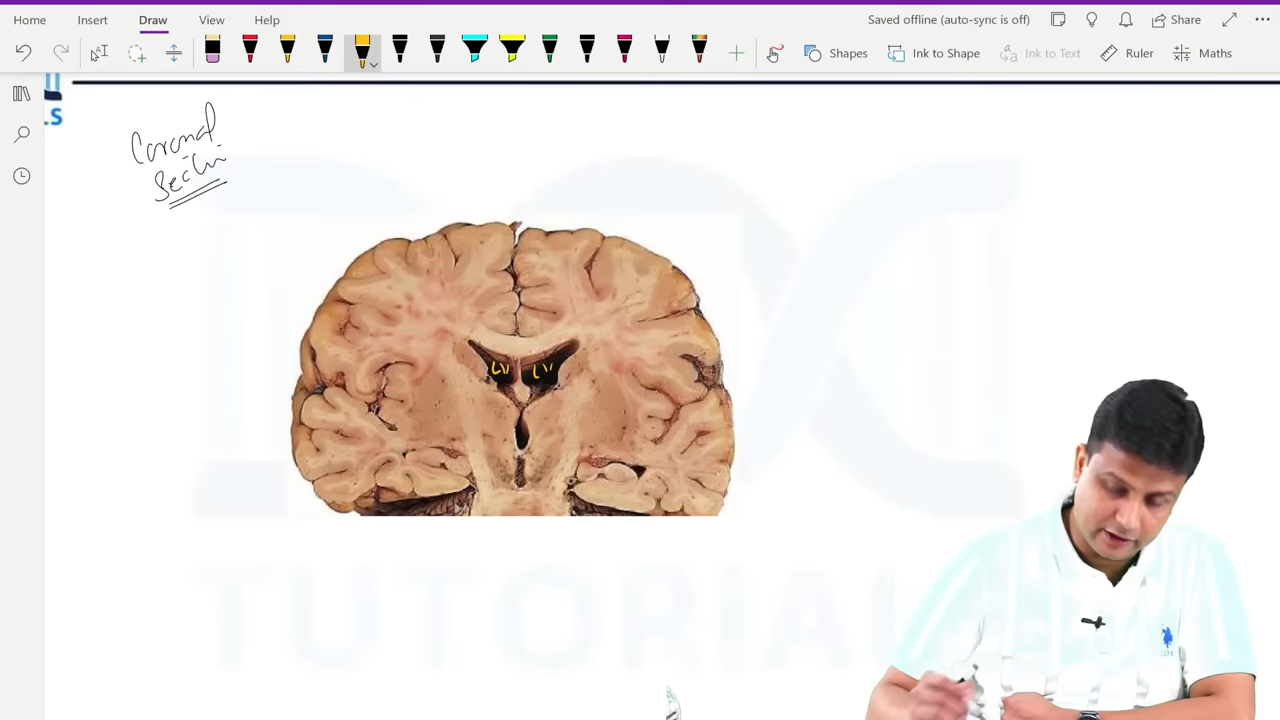 Home Insert Draw View Help Saved offline (auto-sync is off) Share
Ink to Shape Ink to Text Ruler Maths Shapes
LS
Coronal
Section
LV LV
TUTORIAL